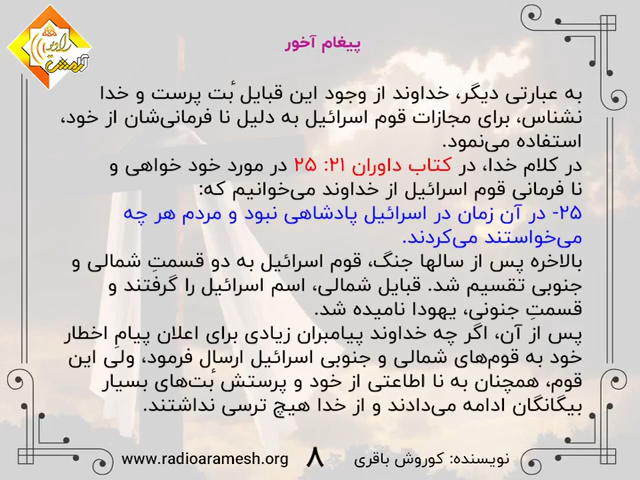 پیغام آخور
به عبارتی دیگر، خداوند از وجود این قبایل بُت پرست و خدا
نشناس، برای مجازات قوم اسرائیل به دلیل نا فرمانی‌شان از خود،
استفاده می‌نمود.
در کلام خدا، در کتاب داوران ۲۱: ۲۵ در مورد خود خواهی و
نا فرمانی قوم اسرائیل از خداوند می‌خوانیم که:
۲۵- در آن زمان در اسرائیل پادشاهی نبود و مردم هر چه
می‌خواستند می‌کردند.
بالاخره پس از سالها جنگ، قوم اسرائیل به دو قسمتِ شمالی و
جنوبی تقسیم شد. قبایل شمالی، اسم اسرائیل را گرفتند و
قسمتِ جنونی، یهودا نامیده شد.
پس از آن، اگر چه خداوند پیامبران زیادی برای اعلان پیامِ اخطار
خود به قوم‌های شمالی و جنوبی اسرائیل ارسال فرمود، ولی این
قوم، همچنان به نا اطاعتی از خود و پرستش بُت‌های بسیار
بیگانگان ادامه می‌دادند و از خدا هیچ ترسی نداشتند.
نویسنده: کوروش باقری ۸ www.radioaramesh.org